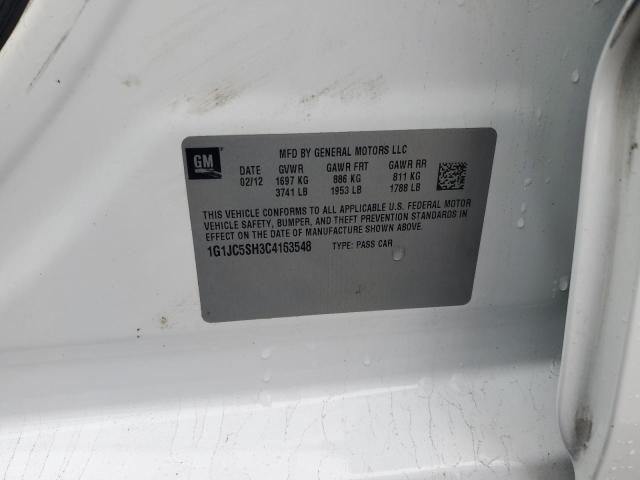 GM
MFD BY GENERAL MOTORS LLC
DATE GVWR GAWR FRT GAWR RR
02/12 1697 KG 886 KG 811 KG
3741 LB 1953 LB 1788 LB
THIS VEHICLE CONFORMS TO ALL APPLICABLE U.S. FEDERAL MOTOR
VEHICLE SAFETY, BUMPER, AND THEFT PREVENTION STANDARDS IN
EFFECT ON THE DATE OF MANUFACTURE SHOWN ABOVE.
1G1JC5SH3C4163548 TYPE: PASS CAR